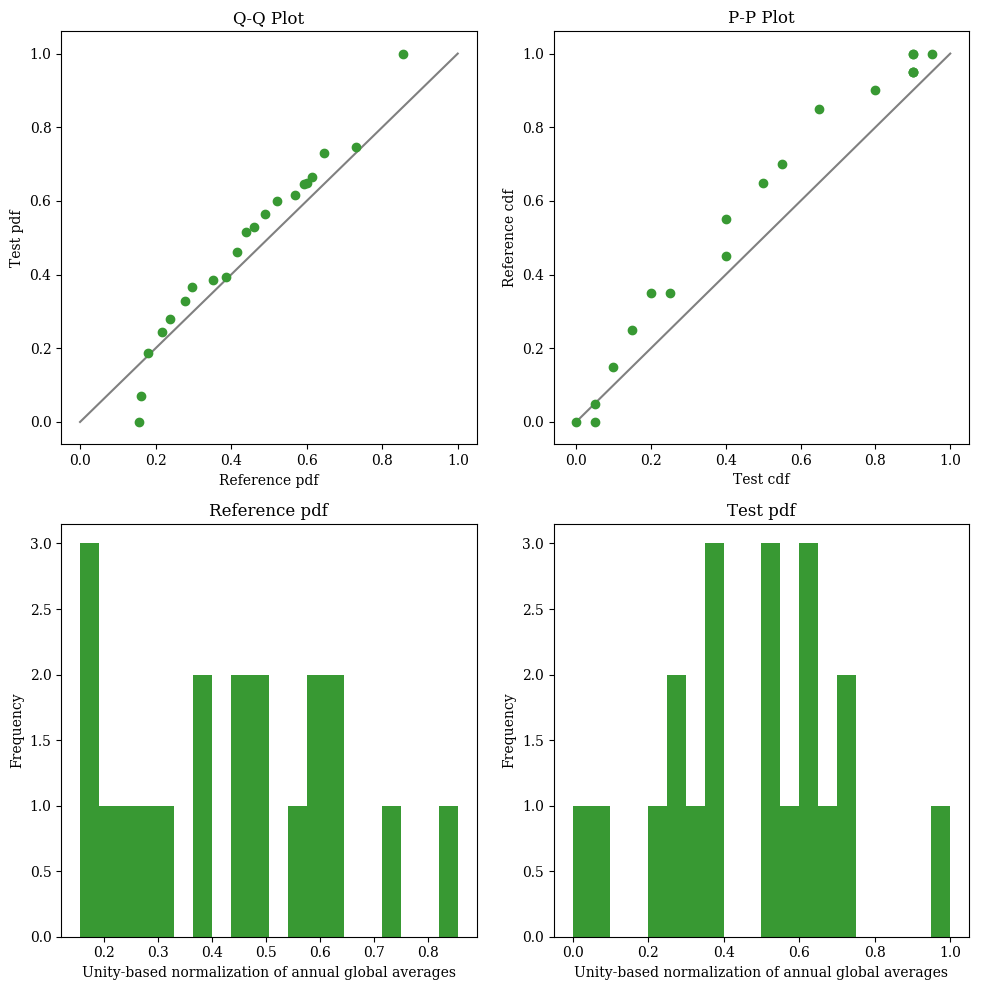 Q-Q Plot
1.0
0.8
0.6
0.4
0.2
0.0
Test pdf
0.0 0.2 0.4 0.6 0.8 1.0
Reference pdf
P-P Plot
1.0
0.8
0.6
0.4
0.2
0.0
Reference cdf
0.0 0.2 0.4 0.6 0.8 1.0
Test cdf
Reference pdf
3.0
2.5
2.0
1.5
1.0
0.5
0.0
Frequency
0.2 0.3 0.4 0.5 0.6 0.7 0.8
Unity-based normalization of annual global averages
Test pdf
3.0
2.5
2.0
1.5
1.0
0.5
0.0
Frequency
0.0 0.2 0.4 0.6 0.8 1.0
Unity-based normalization of annual global averages